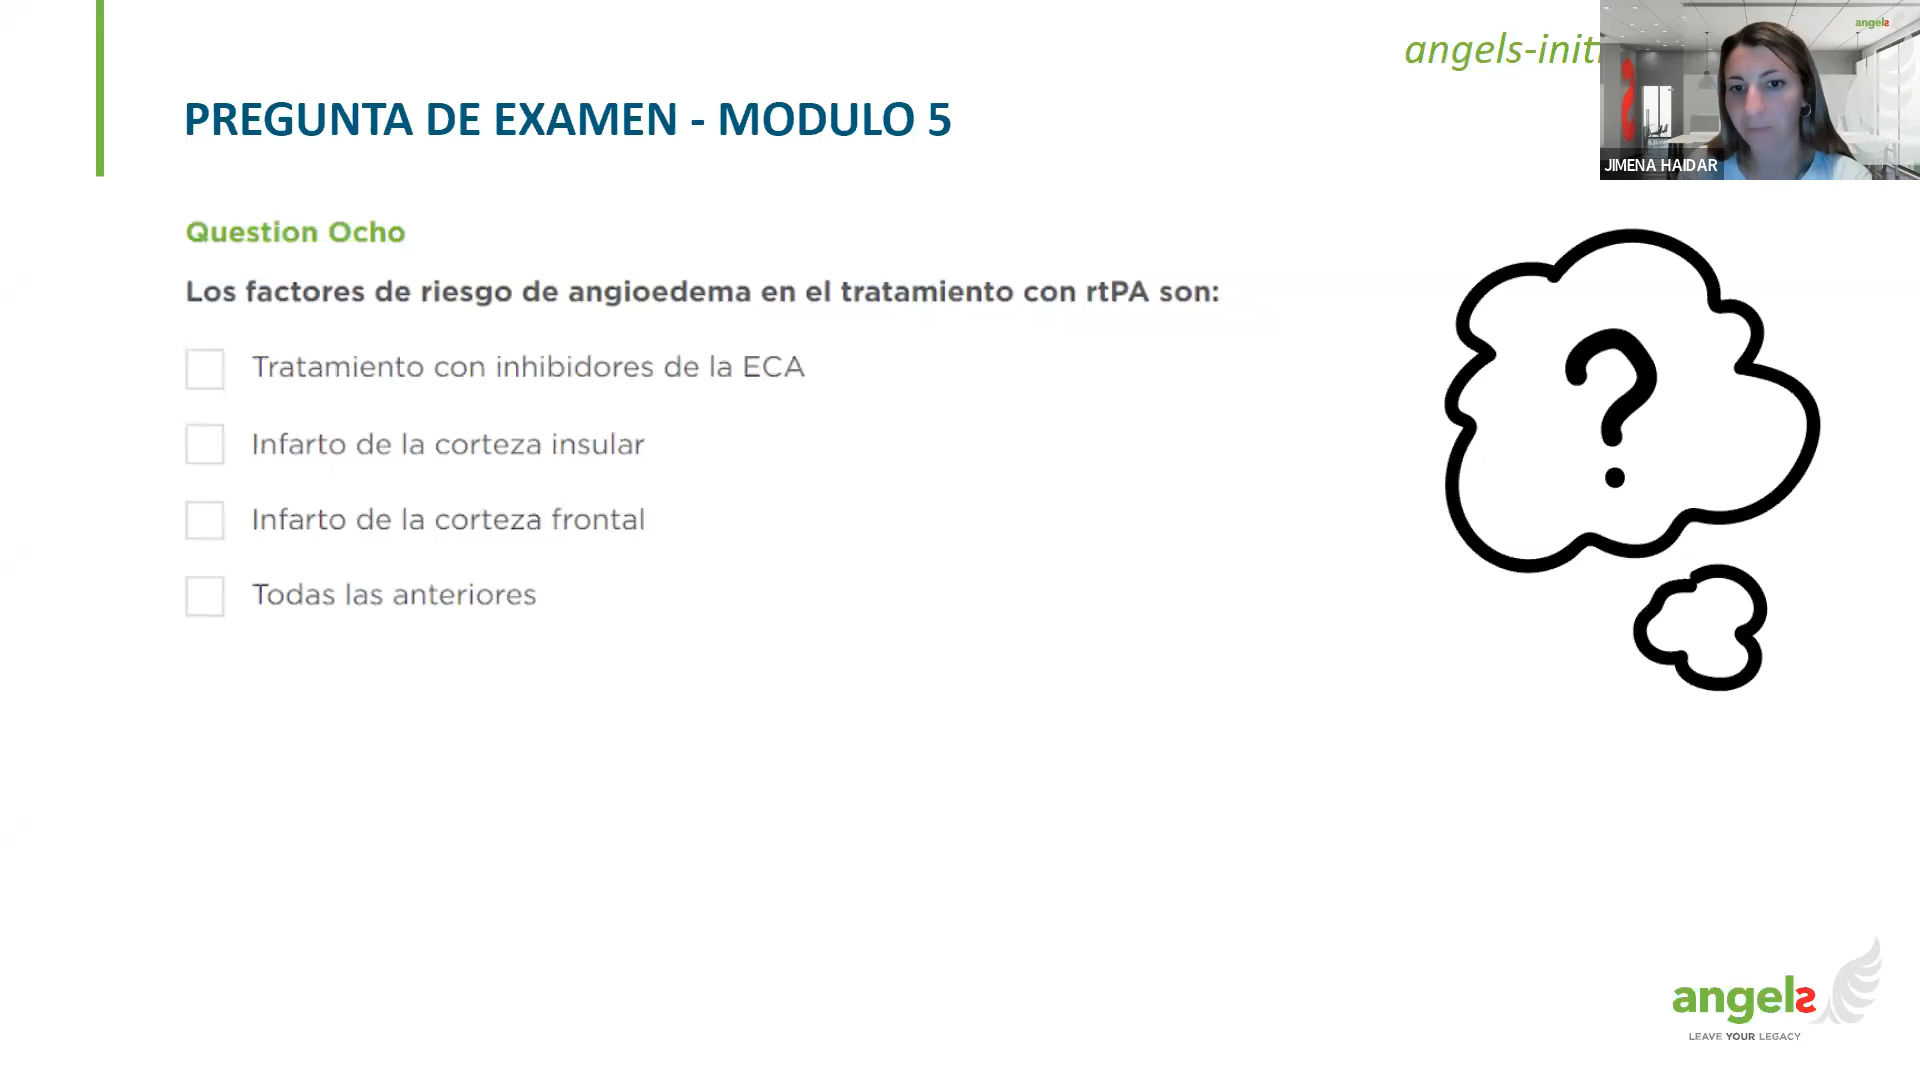 angels-initi
angels
JIMENA HAIDAR
PREGUNTA DE EXAMEN - MODULO 5
Question Ocho
Los factores de riesgo de angioedema en el tratamiento con rtPA son:
Tratamiento con inhibidores de la ECA
Infarto de la corteza insular
Infarto de la corteza frontal
Todas las anteriores
?
angels
LEAVE YOUR LEGACY